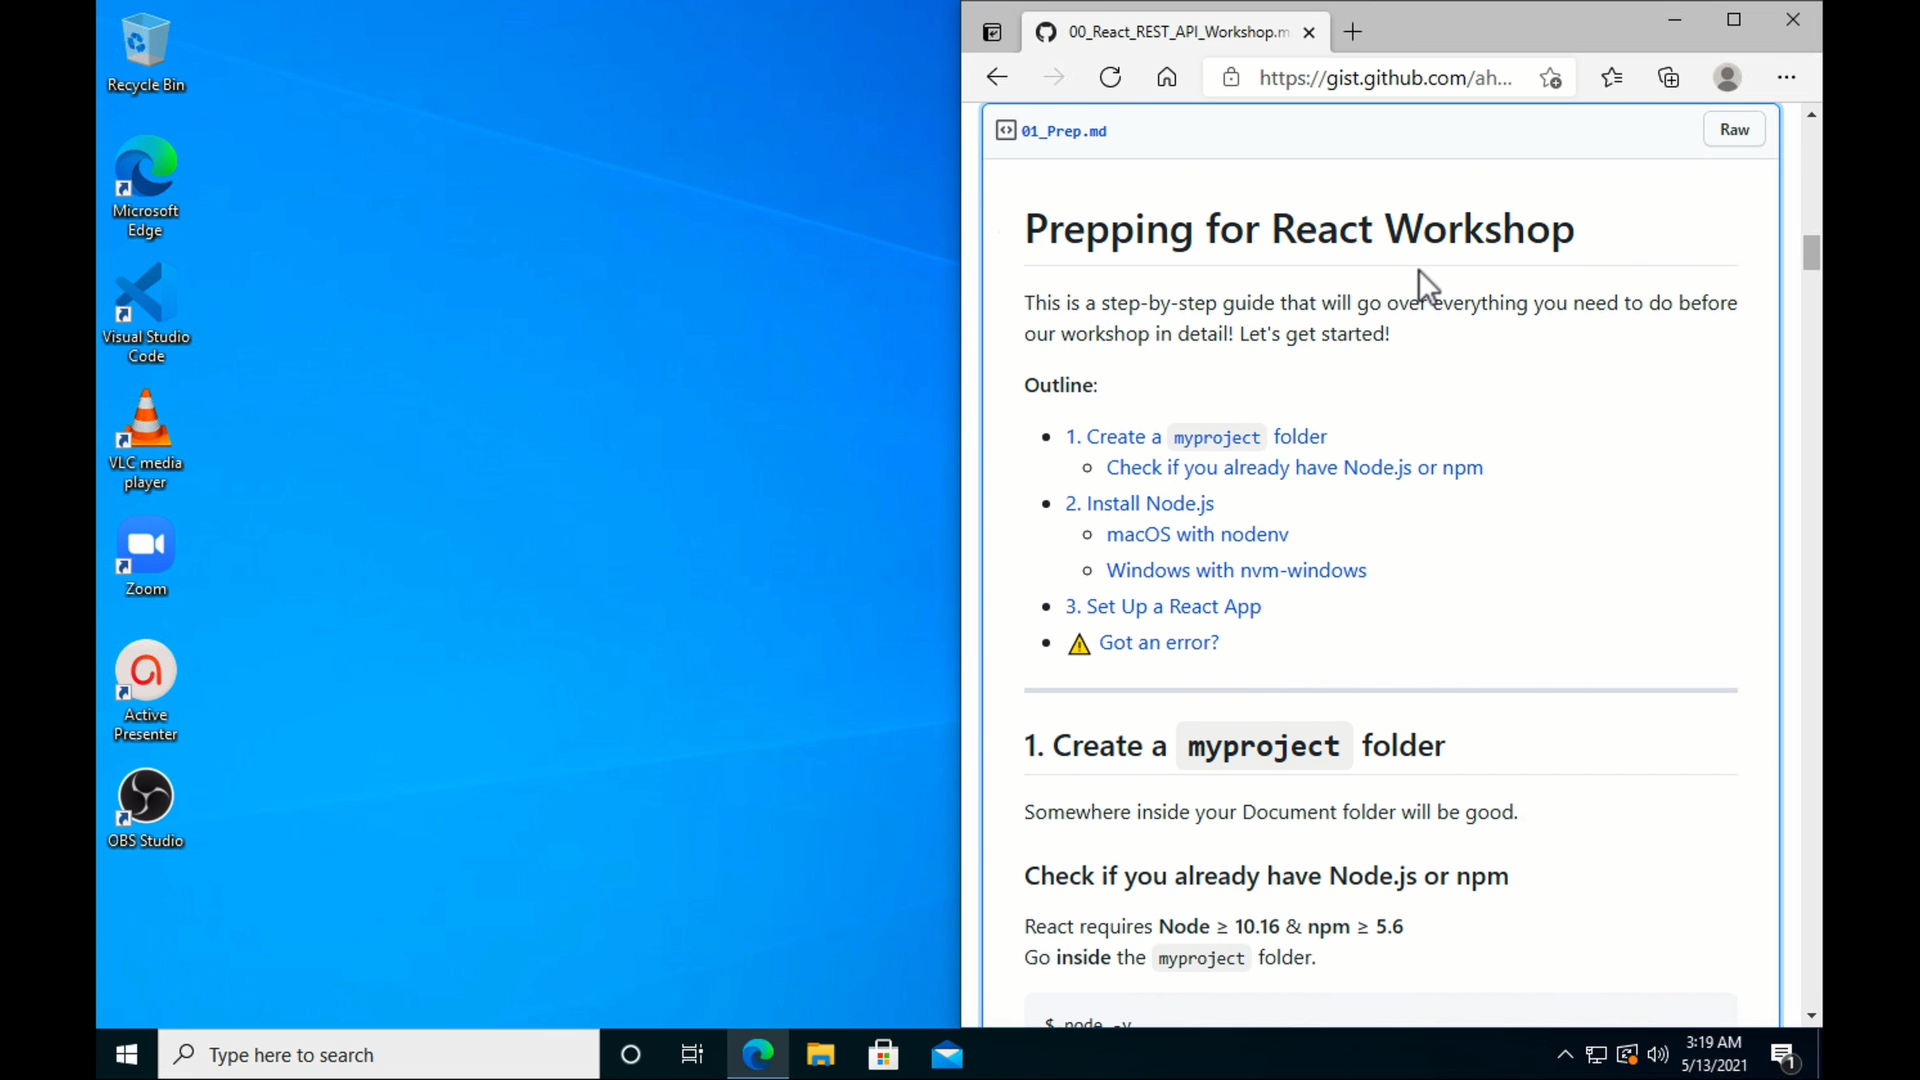 Recycle Bin
Microsoft
Edge
Visual Studio
Code
VLC media
player
Zoom
Active
Presenter
OBS Studio
00_React_REST_API_Workshop.m
https://gist.github.com/ah...
01_Prep.md
Raw
Prepping for React Workshop
This is a step-by-step guide that will go over everything you need to do before
our workshop in detail! Let's get started!
Outline:
1. Create a myproject folder
Check if you already have Node.js or npm
2. Install Node.js
macOS with nodenv
Windows with nvm-windows
3. Set Up a React App
Got an error?
1. Create a myproject folder
Somewhere inside your Document folder will be good.
Check if you already have Node.js or npm
React requires Node ≥ 10.16 & npm ≥ 5.6
Go inside the myproject folder.
$ node -v
Type here to search
3:19 AM
5/13/2021
1